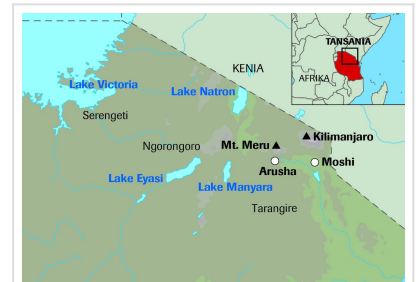 TANSANIA
AFRIKA
KENIA
Lake Victoria
Lake Natron
Serengeti
Kilimanjaro
Ngorongoro
Mt. Meru
Moshi
Arusha
Lake Eyasi
Lake Manyara
Tarangire